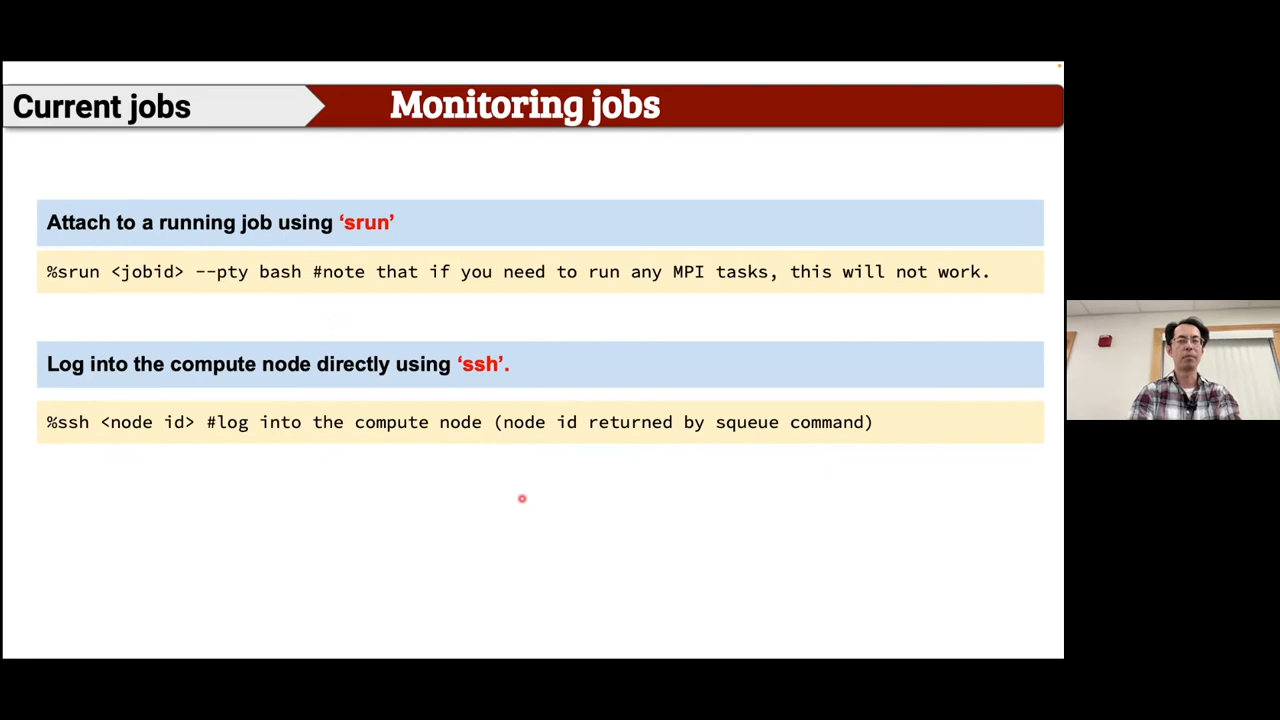 Current jobs
Monitoring jobs
Attach to a running job using ‘srun’
%srun <jobid> --pty bash #note that if you need to run any MPI tasks, this will not work.
Log into the compute node directly using ‘ssh’.
%ssh <node id> #log into the compute node (node id returned by squeue command)